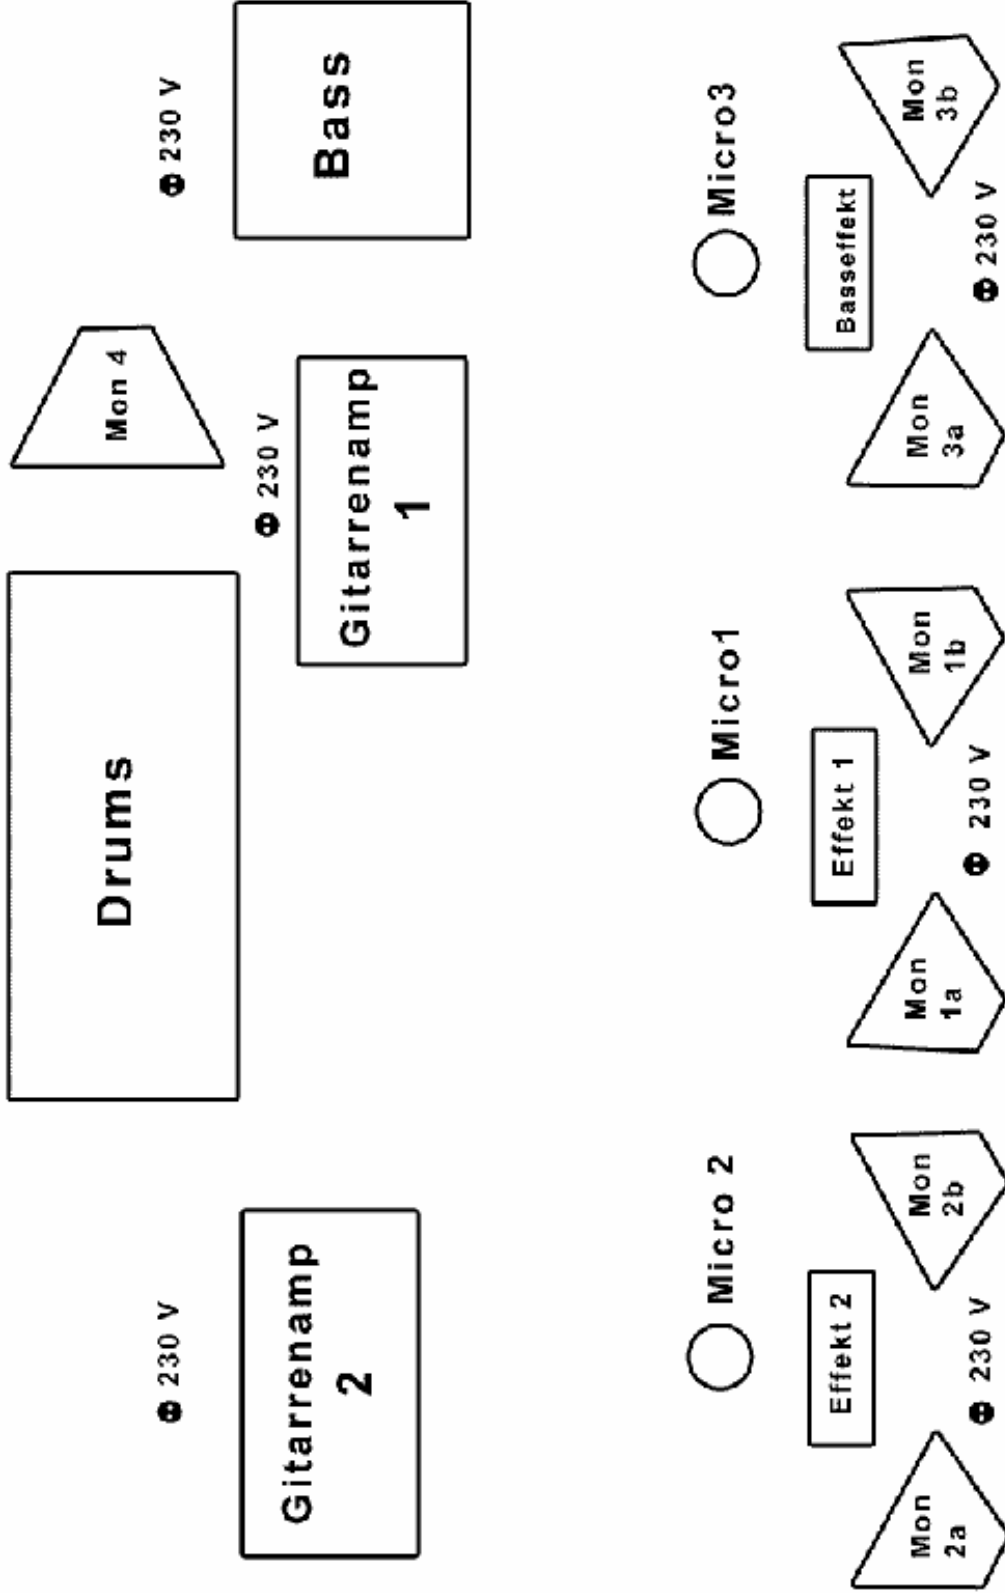 Mon 4
Drums
230 V
230 V
230 V
Gitarrenamp
2
Gitarrenamp
1
Bass
Micro 2
Micro1
Micro3
Effekt 2
Effekt 1
Basseffekt
Mon
2a
230 V
Mon
2b
Mon
1a
230 V
Mon
1b
Mon
3a
230 V
Mon
3b